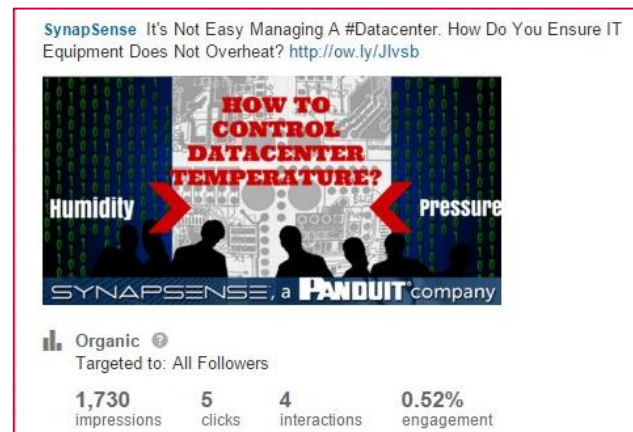 SynapSense It's Not Easy Managing A #Datacenter. How Do You Ensure IT
Equipment Does Not Overheat? http://ow.ly/JIvsb
HOW TO
CONTROL
DATACENTER
TEMPERATURE?
Humidity
Pressure
SYNAPSENSE, a PANDUIT® company
Organic ?
Targeted to: All Followers
1,730 5 4 0.52%
impressions clicks interactions engagement